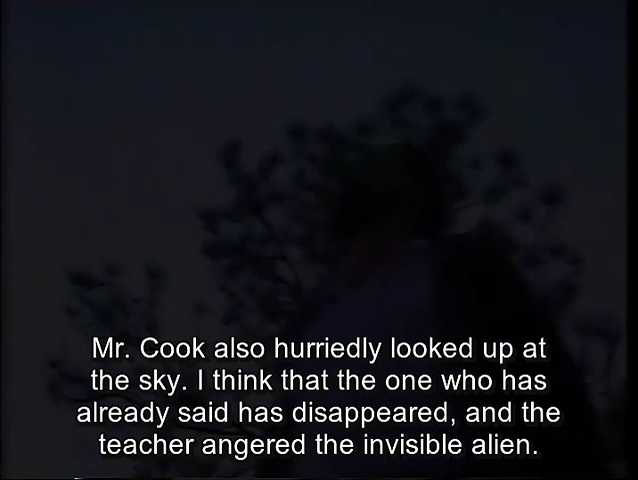 Mr. Cook also hurriedly looked up at
the sky. I think that the one who has
already said has disappeared, and the
teacher angered the invisible alien.